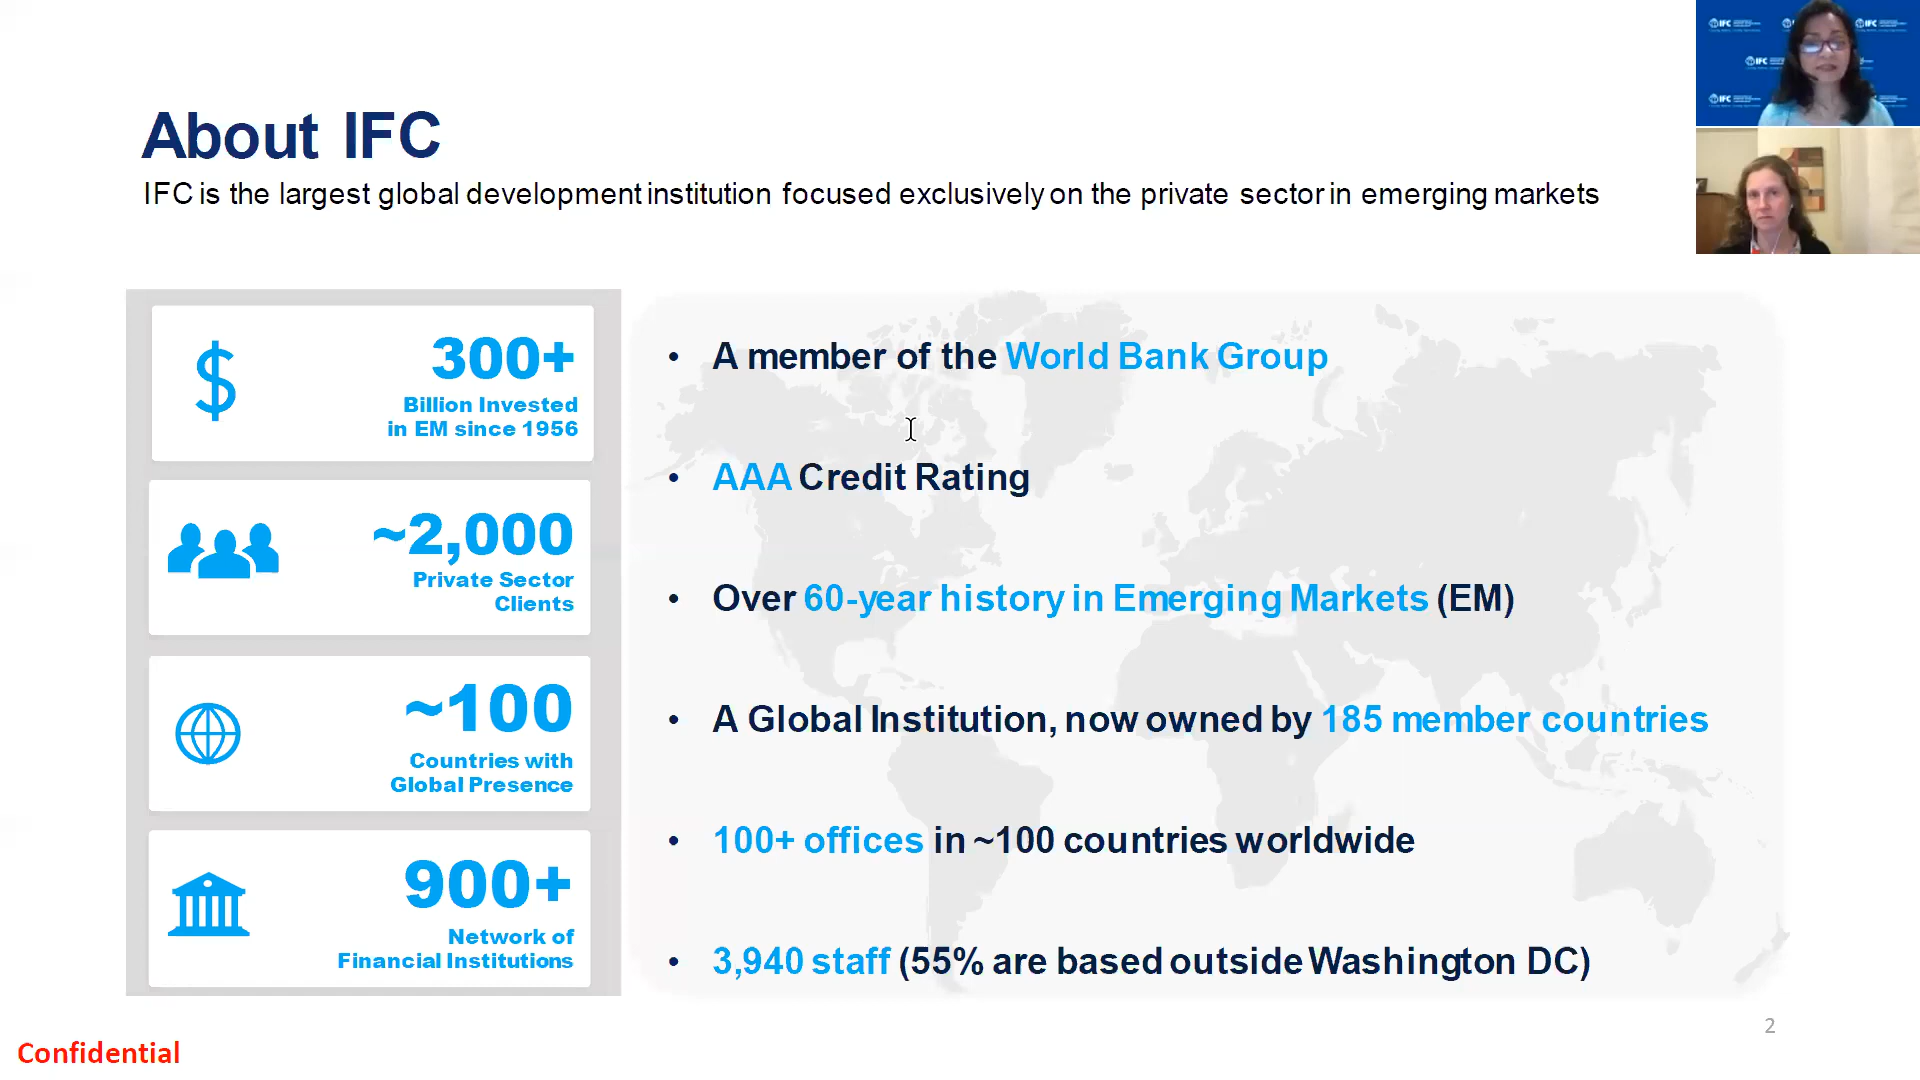 About IFC
IFC is the largest global development institution focused exclusively on the private sector in emerging markets
300+
Billion Invested
in EM since 1956
~2,000
Private Sector
Clients
~100
Countries with
Global Presence
900+
Network of
Financial Institutions
• A member of the World Bank Group
• AAA Credit Rating
• Over 60-year history in Emerging Markets (EM)
• A Global Institution, now owned by 185 member countries
• 100+ offices in ~100 countries worldwide
• 3,940 staff (55% are based outside Washington DC)
2
Confidential
IFC
IFC
IFC
IFC